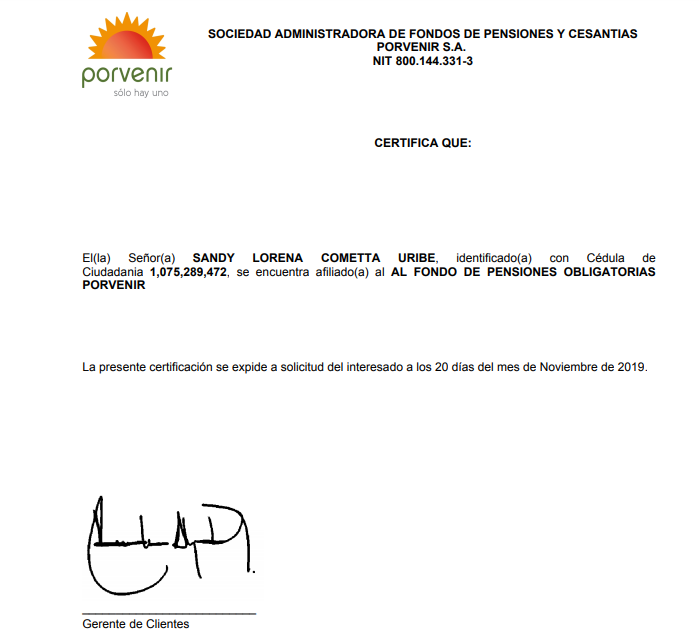 porvenir
sólo hay uno
SOCIEDAD ADMINISTRADORA DE FONDOS DE PENSIONES Y CESANTIAS
PORVENIR S.A.
NIT 800.144.331-3
CERTIFICA QUE:
El(la) Señor(a) SANDY LORENA COMETTA URIBE, identificado(a) con Cédula de
Ciudadania 1,075,289,472, se encuentra afiliado(a) al AL FONDO DE PENSIONES OBLIGATORIAS
PORVENIR
La presente certificación se expide a solicitud del interesado a los 20 días del mes de Noviembre de 2019.
Gerente de Clientes